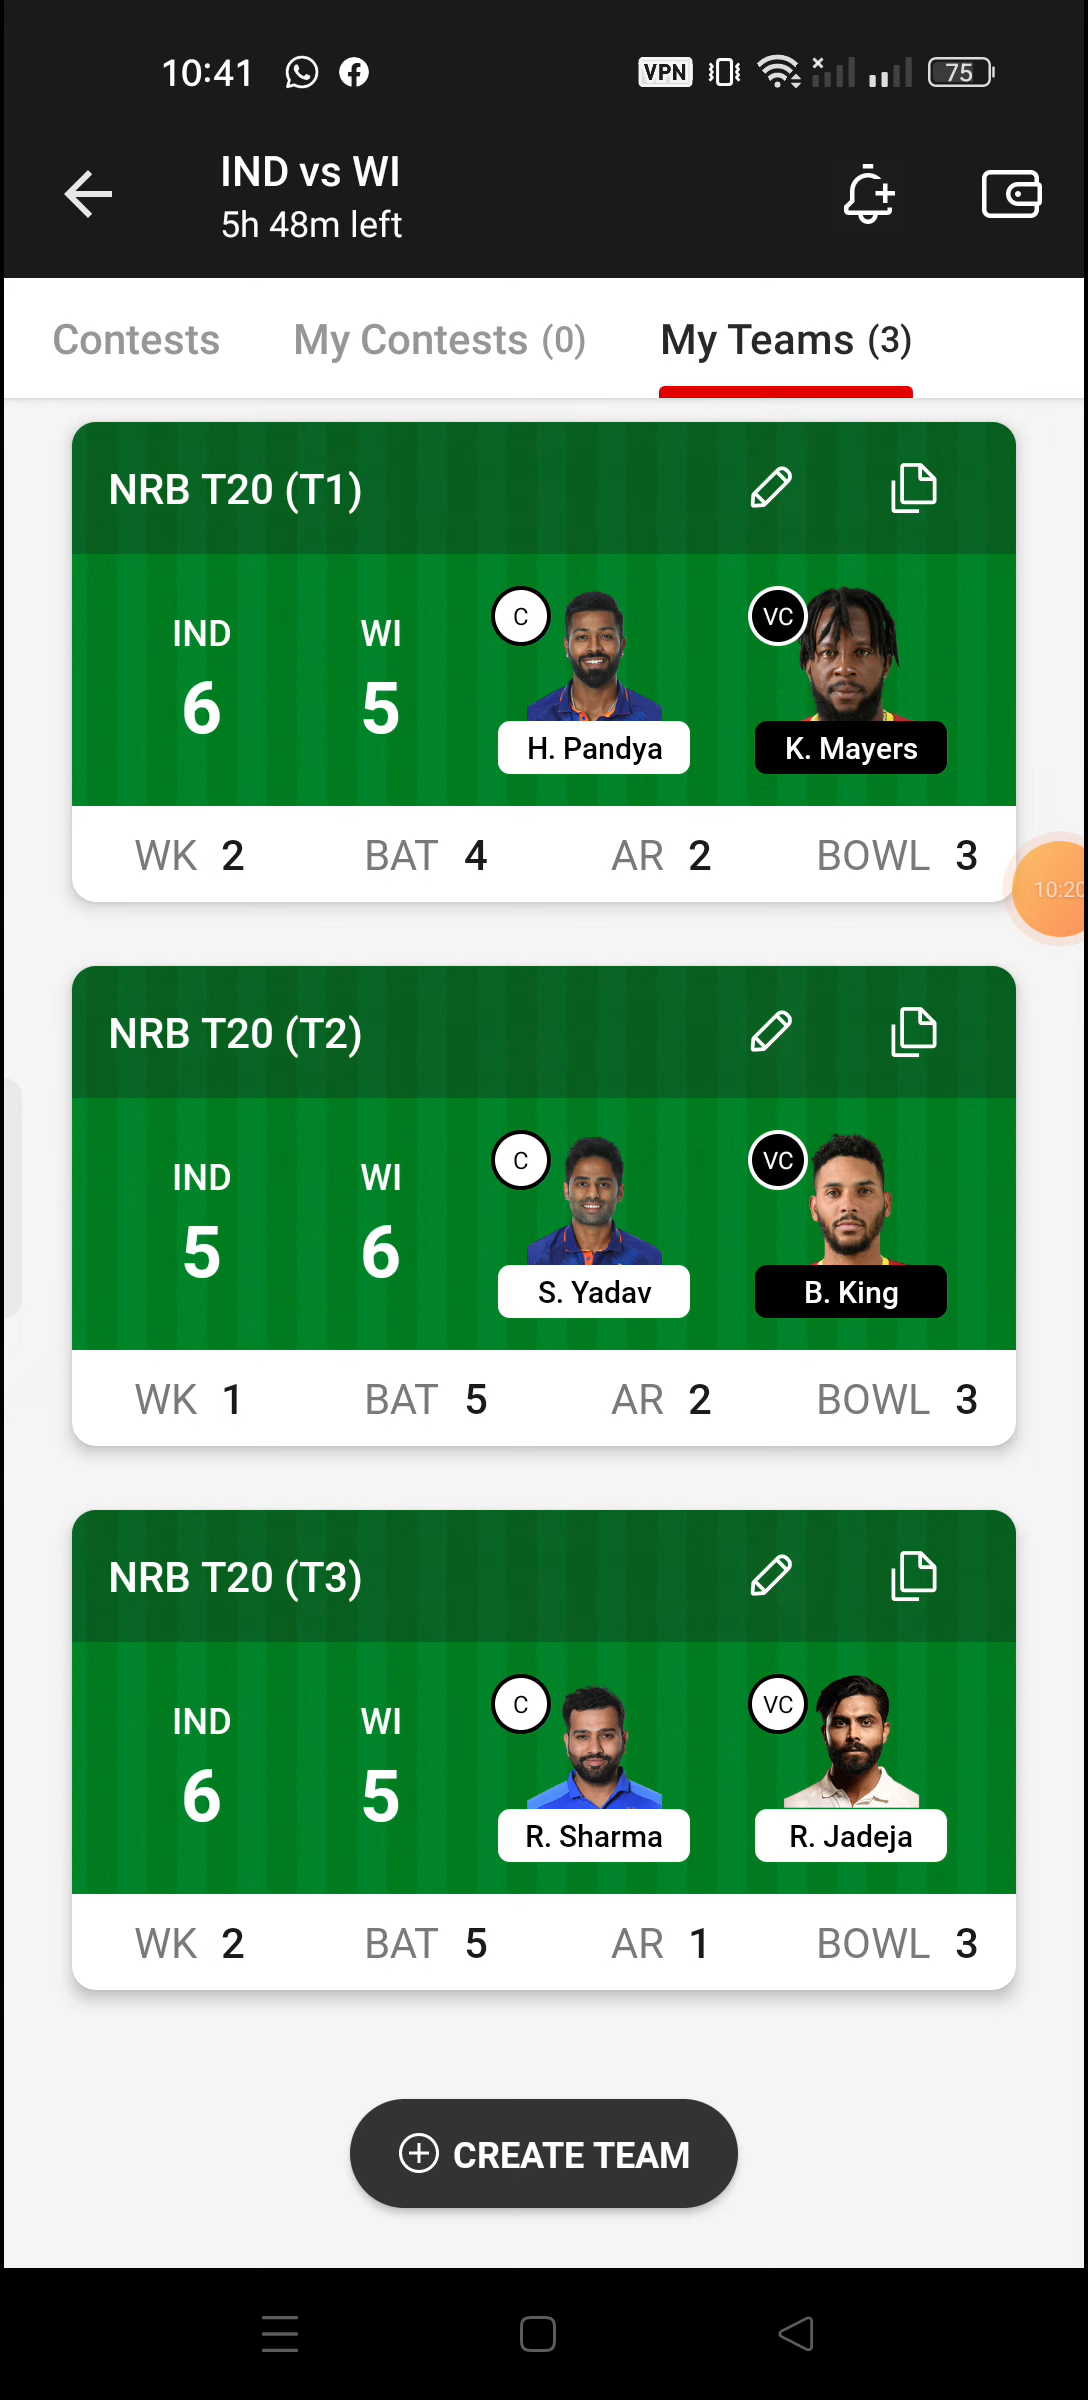 10:41 VPN 75
IND vs WI
5h 48m left
Contests My Contests (0) My Teams (3)
NRB T20 (T1)
IND WI C VC
6 5
H. Pandya K. Mayers
WK 2 BAT 4 AR 2 BOWL 3
10:20
NRB T20 (T2)
IND WI C VC
5 6
S. Yadav B. King
WK 1 BAT 5 AR 2 BOWL 3
NRB T20 (T3)
IND WI C VC
6 5
R. Sharma R. Jadeja
WK 2 BAT 5 AR 1 BOWL 3
CREATE TEAM